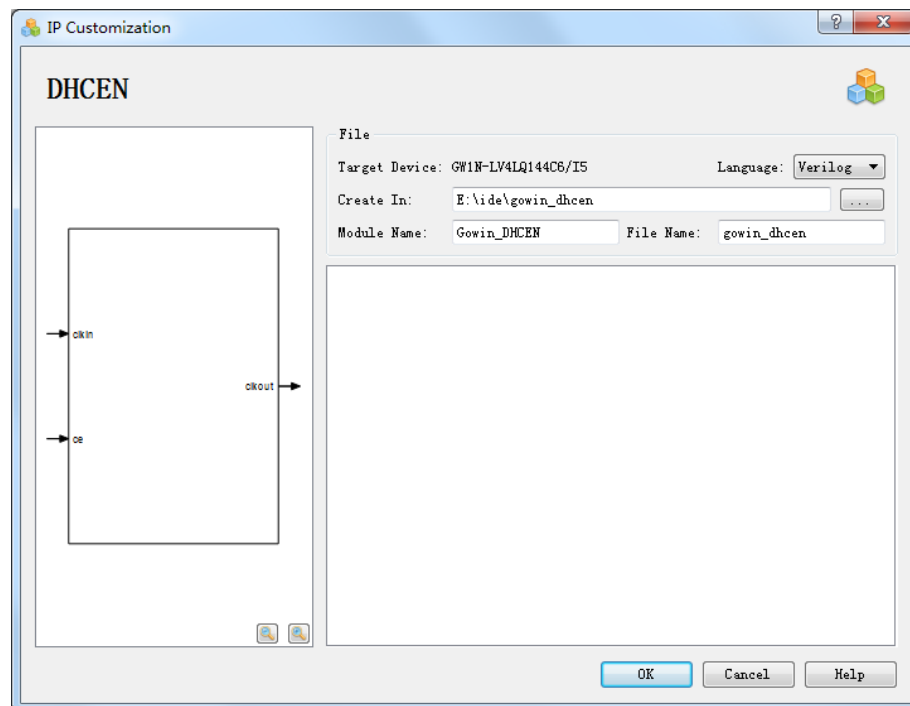 IP Customization
DHCEN
File
Target Device: GW1N-LV4LQ144C6/I5 Language: Verilog
Create In: E:\ide\gowin_dhcen ...
Module Name: Gowin_DHCEN File Name: gowin_dhcen
clkin
clkout
ce
OK Cancel Help